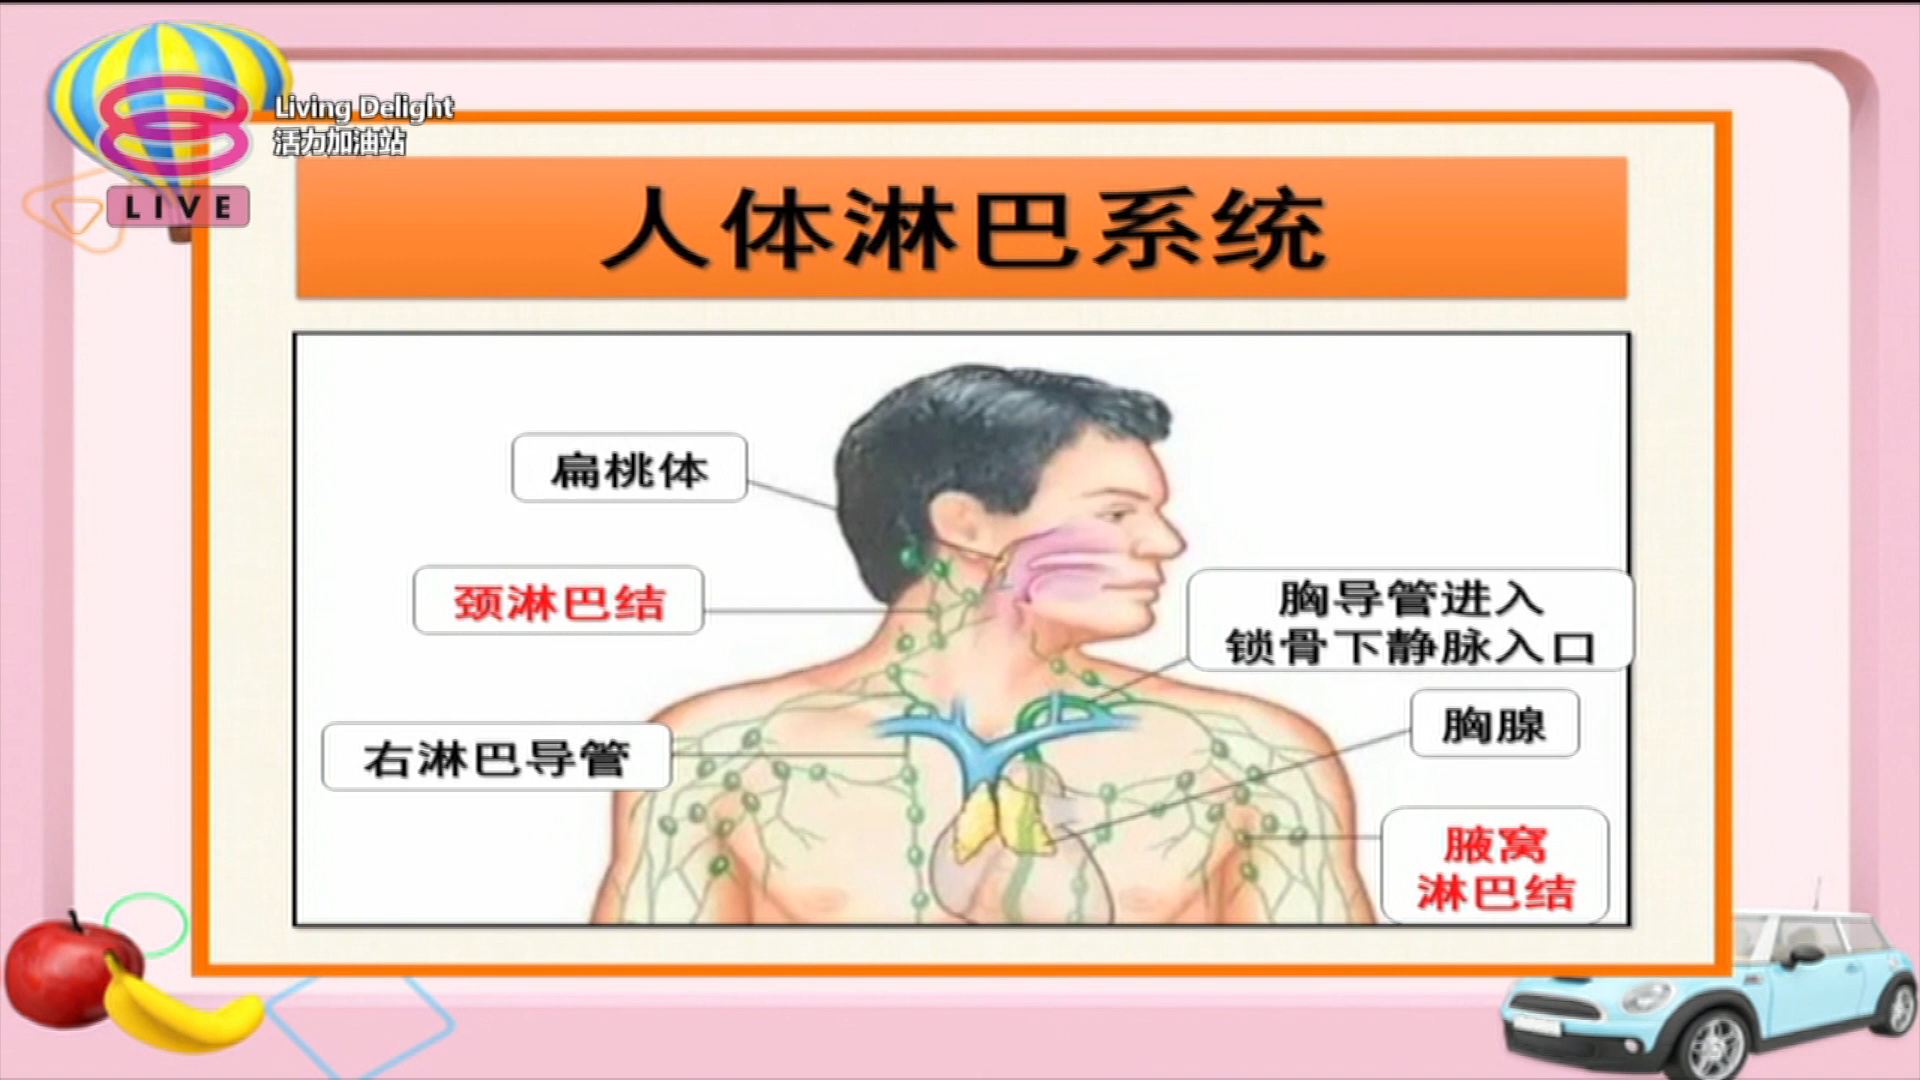 Living Delight
活力加油站
LIVE
人体淋巴系统
扁桃体
颈淋巴结
胸导管进入
锁骨下静脉入口
右淋巴导管
胸腺
腋窝
淋巴结